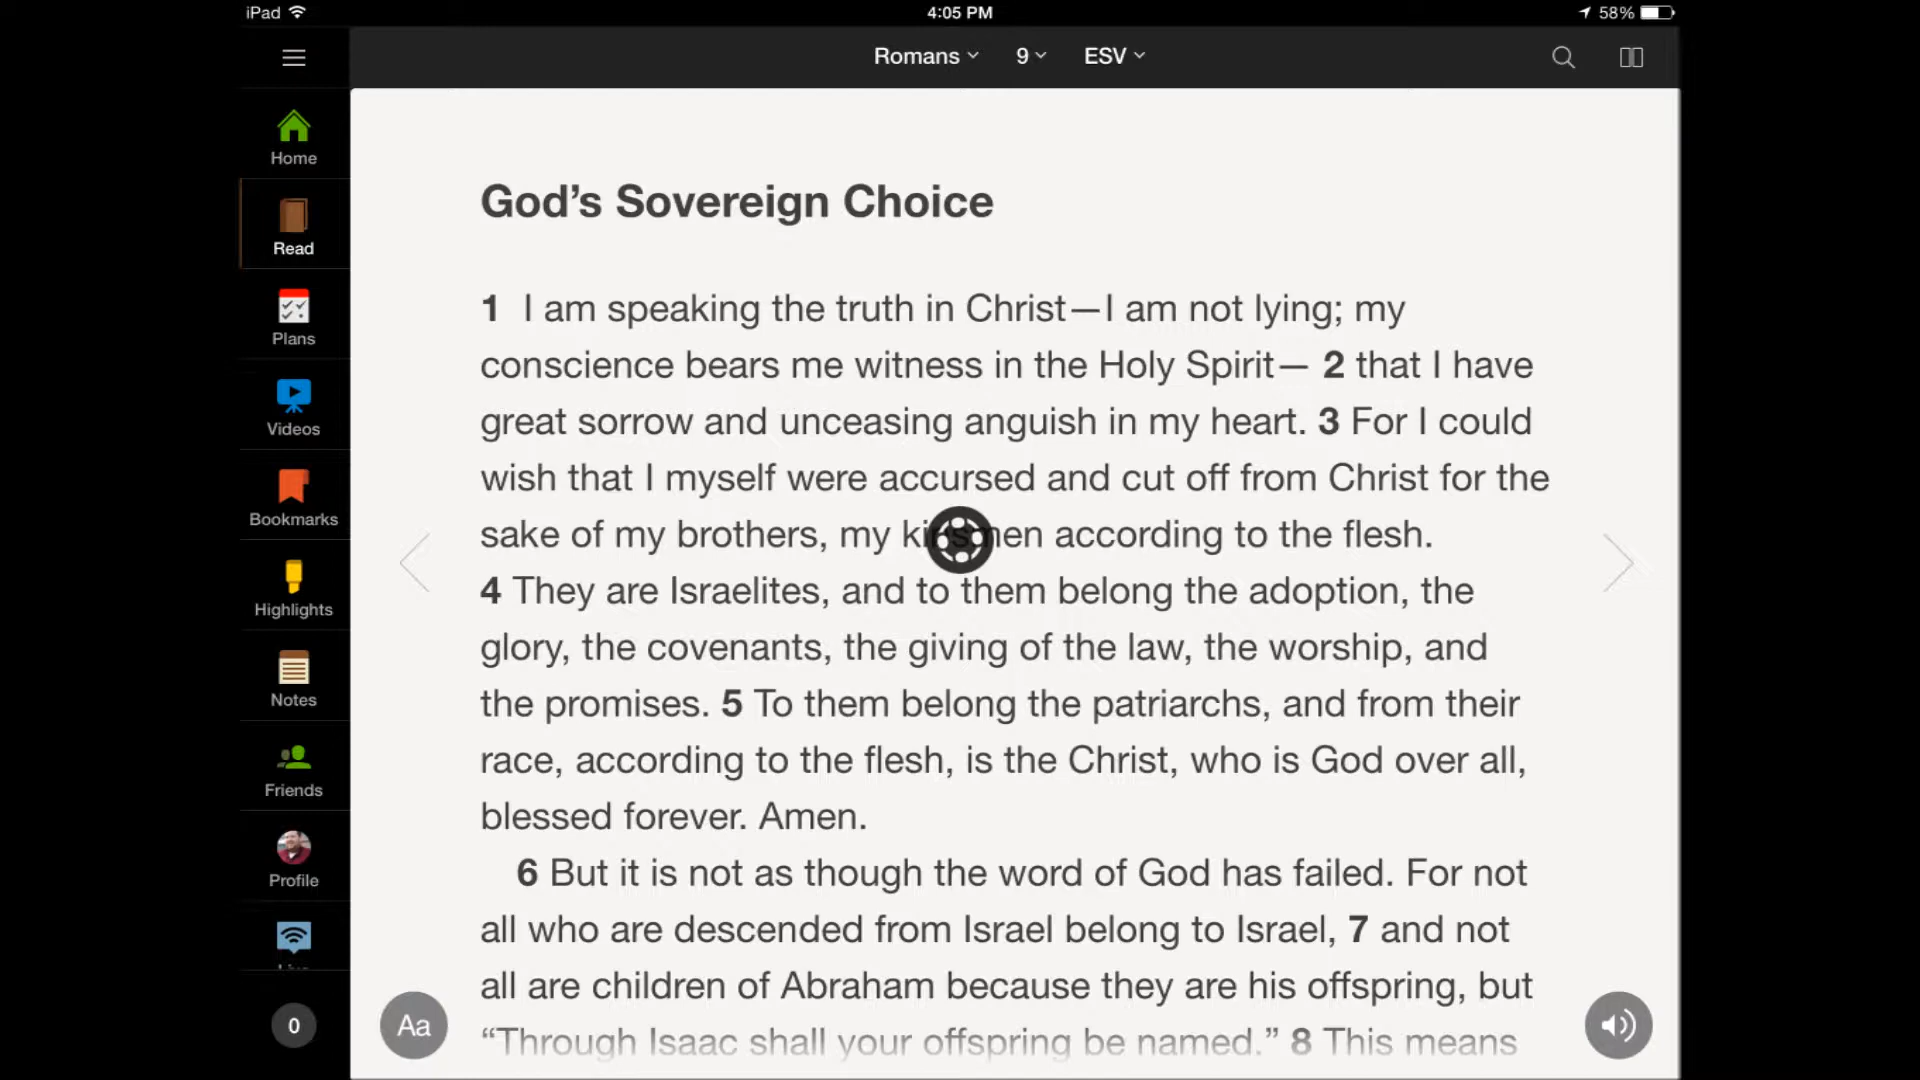 iPad
4:05 PM
58%
Romans
9
ESV
Home
Read
Plans
Videos
Bookmarks
Highlights
Notes
Friends
Profile
0
God’s Sovereign Choice
1 I am speaking the truth in Christ—I am not lying; my
conscience bears me witness in the Holy Spirit— 2 that I have
great sorrow and unceasing anguish in my heart. 3 For I could
wish that I myself were accursed and cut off from Christ for the
sake of my brothers, my kinsmen according to the flesh.
4 They are Israelites, and to them belong the adoption, the
glory, the covenants, the giving of the law, the worship, and
the promises. 5 To them belong the patriarchs, and from their
race, according to the flesh, is the Christ, who is God over all,
blessed forever. Amen.
6 But it is not as though the word of God has failed. For not
all who are descended from Israel belong to Israel, 7 and not
all are children of Abraham because they are his offspring, but
“Through Isaac shall your offspring be named.” 8 This means
Aa